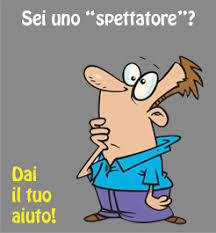 Sei uno “spettatore”?
Dai
il tuo
aiuto!